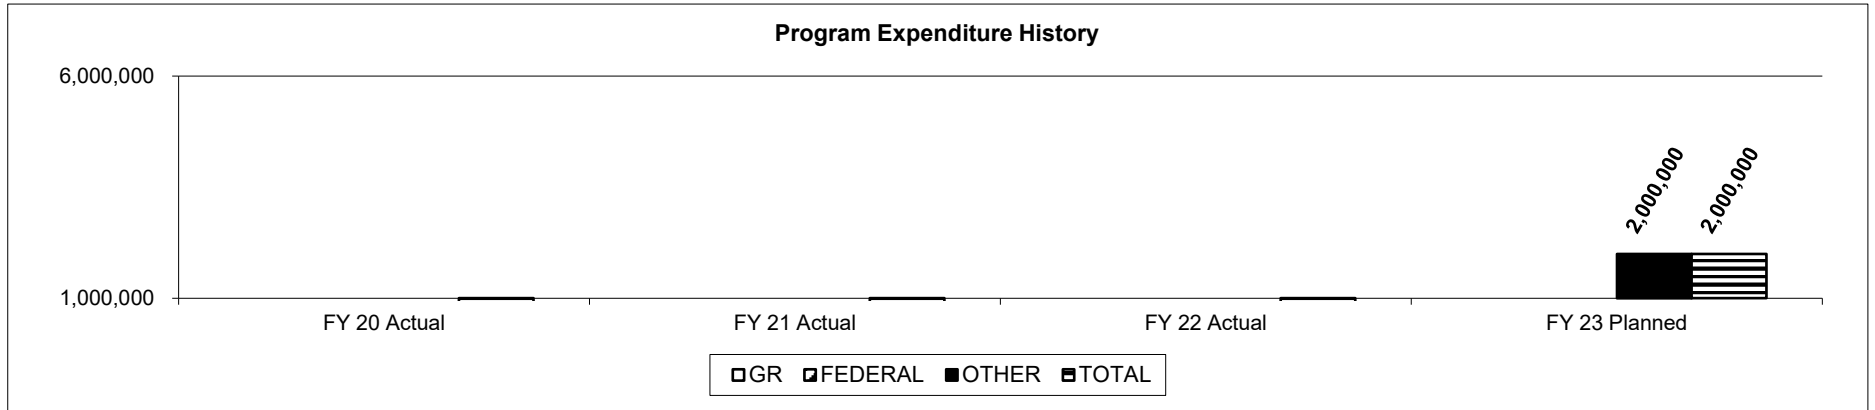 Program Expenditure History
6,000,000
2,000,000
2,000,000
1,000,000
FY 20 Actual
FY 21 Actual
FY 22 Actual
FY 23 Planned
GR FEDERAL OTHER TOTAL